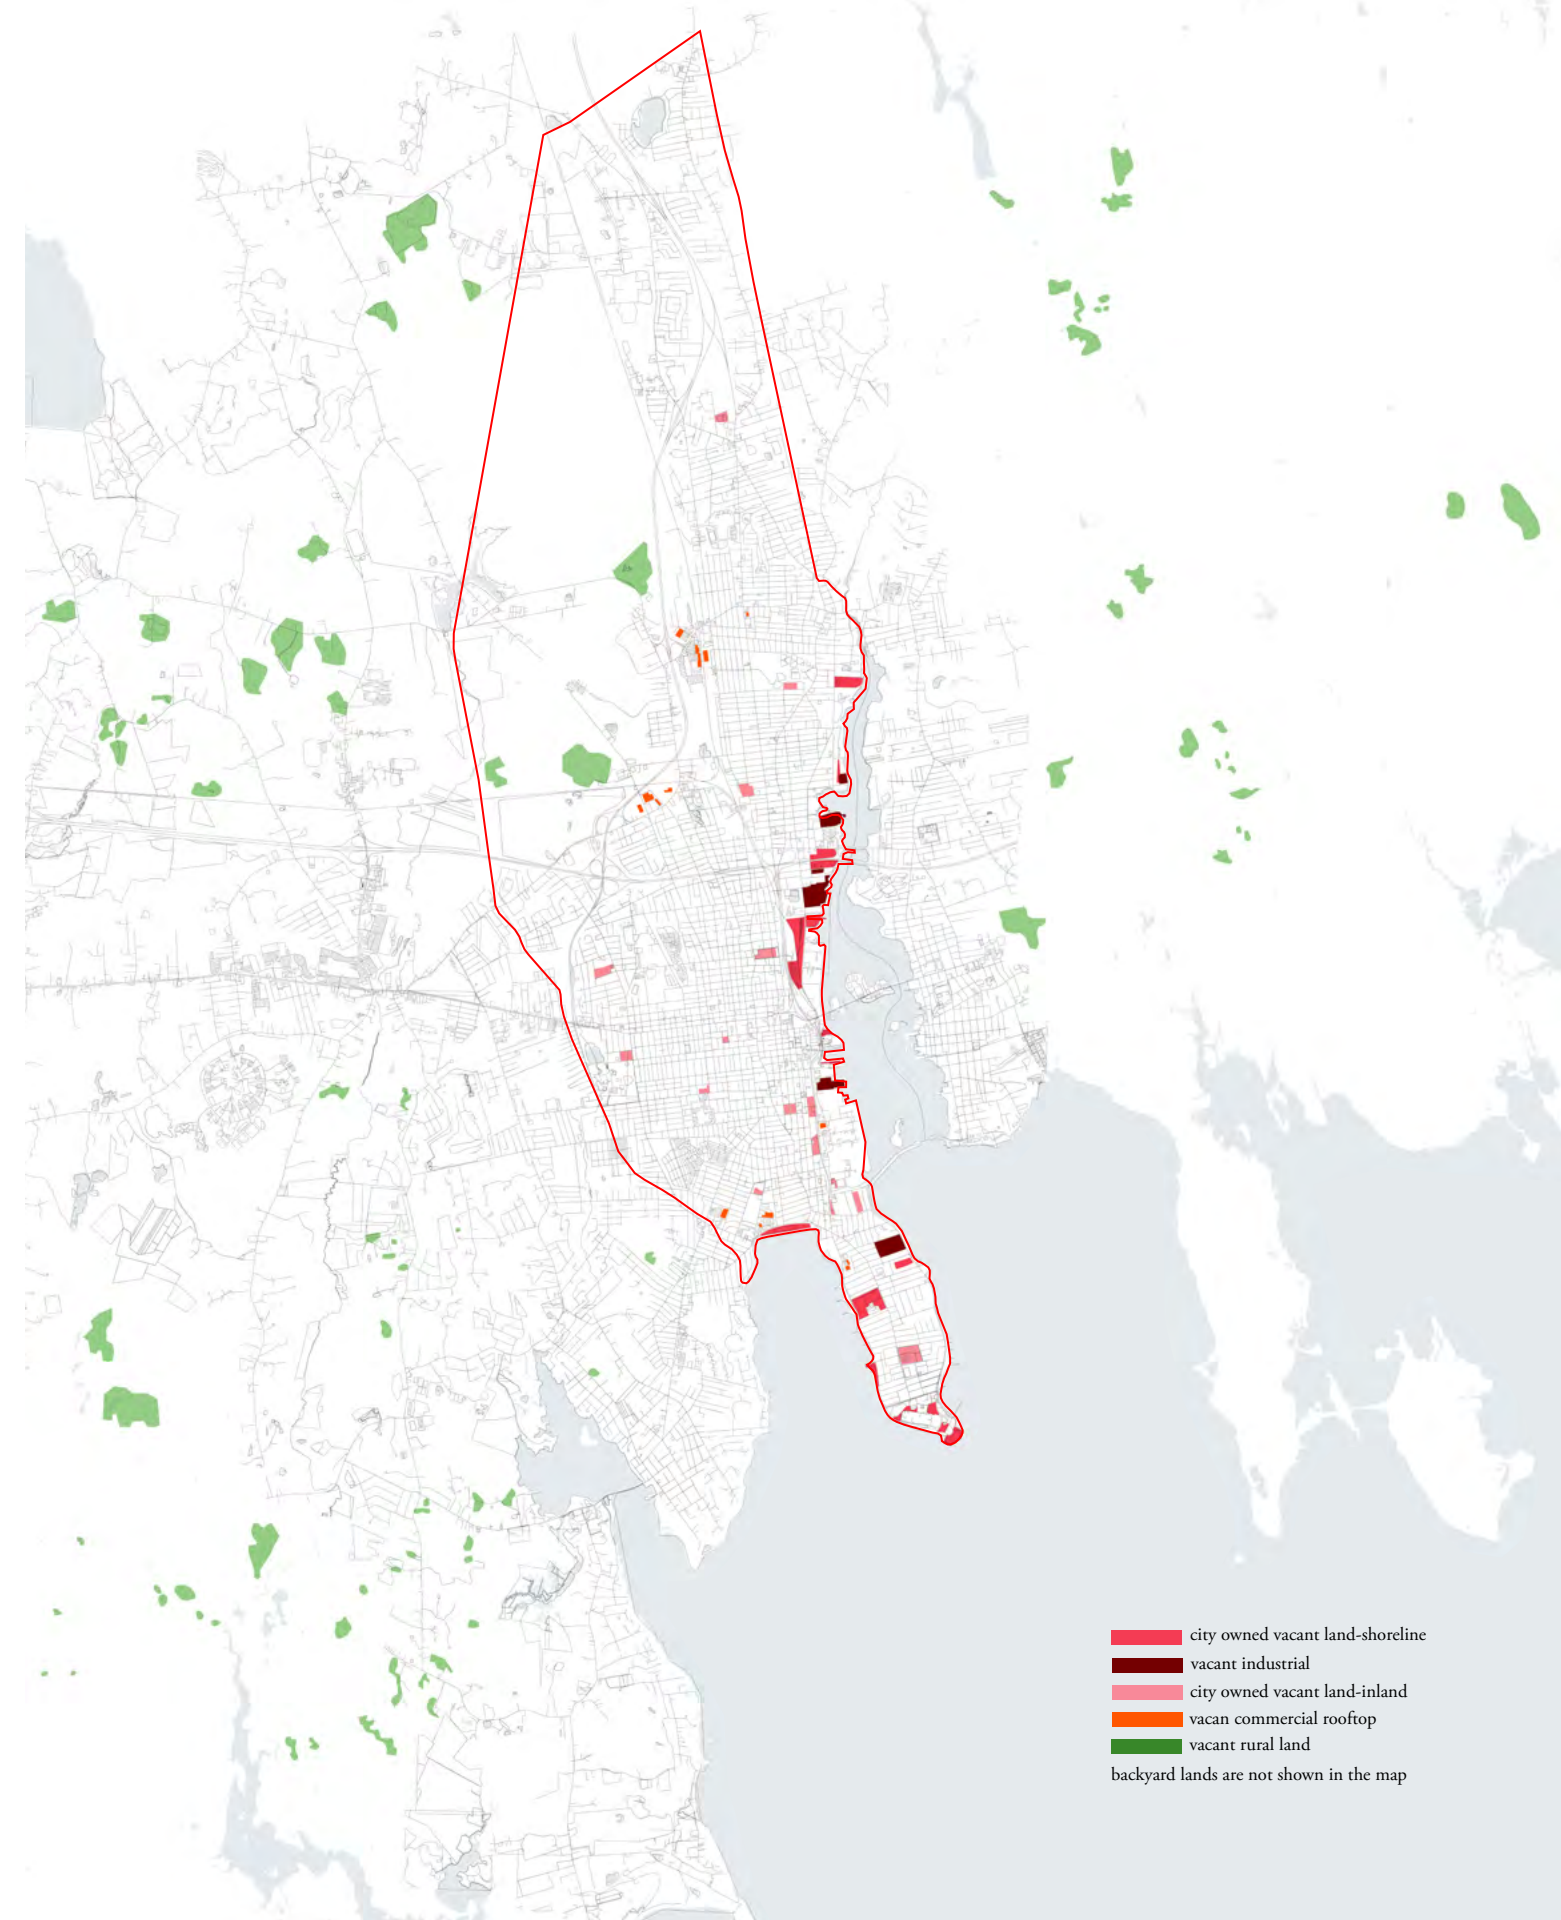 city owned vacant land-shoreline
vacant industrial
city owned vacant land-inland
vacan commercial rooftop
vacant rural land
backyard lands are not shown in the map